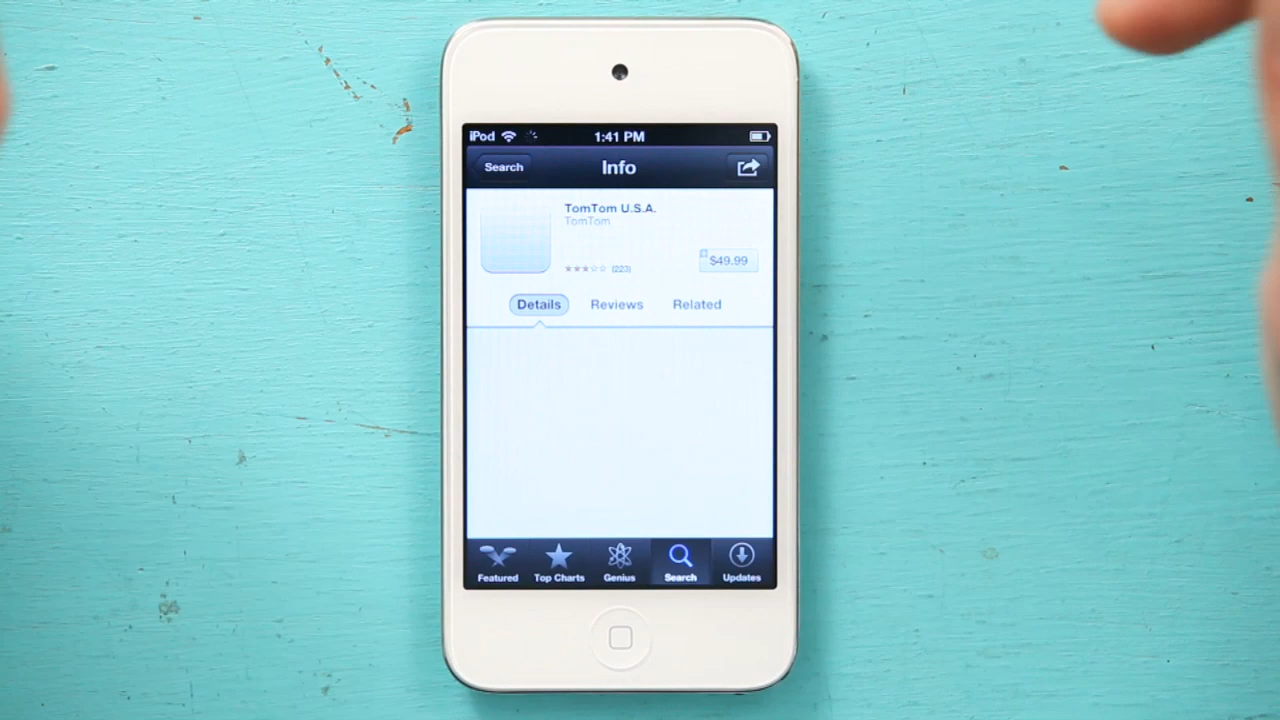 iPod 1:41 PM
Search Info
TomTom U.S.A.
TomTom
(223) $49.99
Details Reviews Related
Featured Top Charts Genius Search Updates